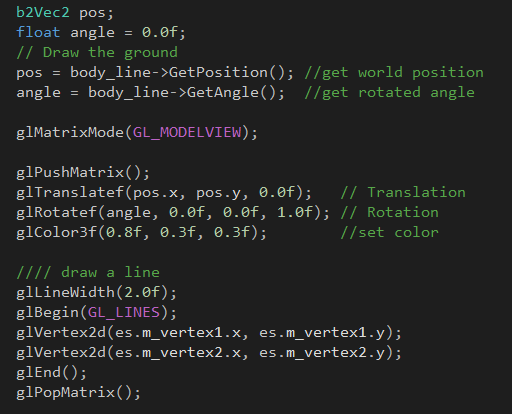 b2Vec2 pos;
float angle = 0.0f;
// Draw the ground
pos = body_line->GetPosition(); //get world position
angle = body_line->GetAngle();  //get rotated angle
glMatrixMode(GL_MODELVIEW);
glPushMatrix();
glTranslatef(pos.x, pos.y, 0.0f);   // Translation
glRotatef(angle, 0.0f, 0.0f, 1.0f); // Rotation
glColor3f(0.8f, 0.3f, 0.3f);        //set color
//// draw a line
glLineWidth(2.0f);
glBegin(GL_LINES);
glVertex2d(es.m_vertex1.x, es.m_vertex1.y);
glVertex2d(es.m_vertex2.x, es.m_vertex2.y);
glEnd();
glPopMatrix();